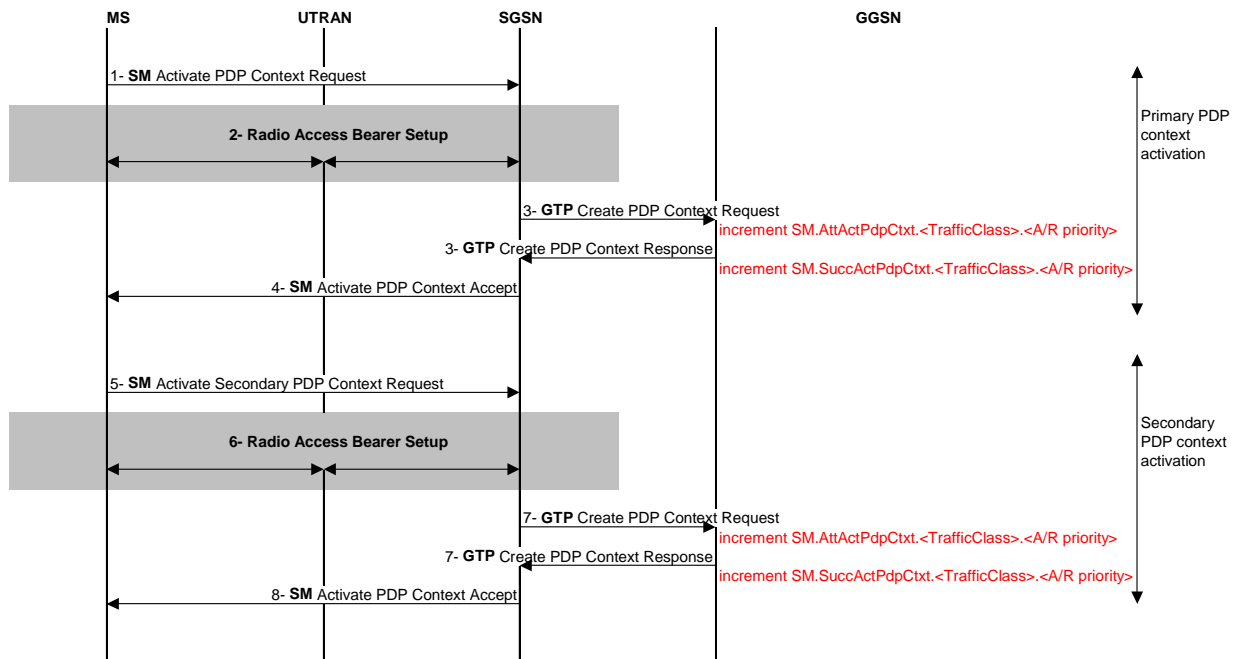 MS UTRAN SGSN GGSN
1- SM Activate PDP Context Request
Primary PDP
context
activation
2- Radio Access Bearer Setup
3- GTP Create PDP Context Request
increment SM.AttActPdpCtxt.<TrafficClass>.<A/R priority>
3- GTP Create PDP Context Response
increment SM.SuccActPdpCtxt.<TrafficClass>.<A/R priority>
4- SM Activate PDP Context Accept
5- SM Activate Secondary PDP Context Request
Secondary
PDP context
activation
6- Radio Access Bearer Setup
7- GTP Create PDP Context Request
increment SM.AttActPdpCtxt.<TrafficClass>.<A/R priority>
7- GTP Create PDP Context Response
increment SM.SuccActPdpCtxt.<TrafficClass>.<A/R priority>
8- SM Activate PDP Context Accept